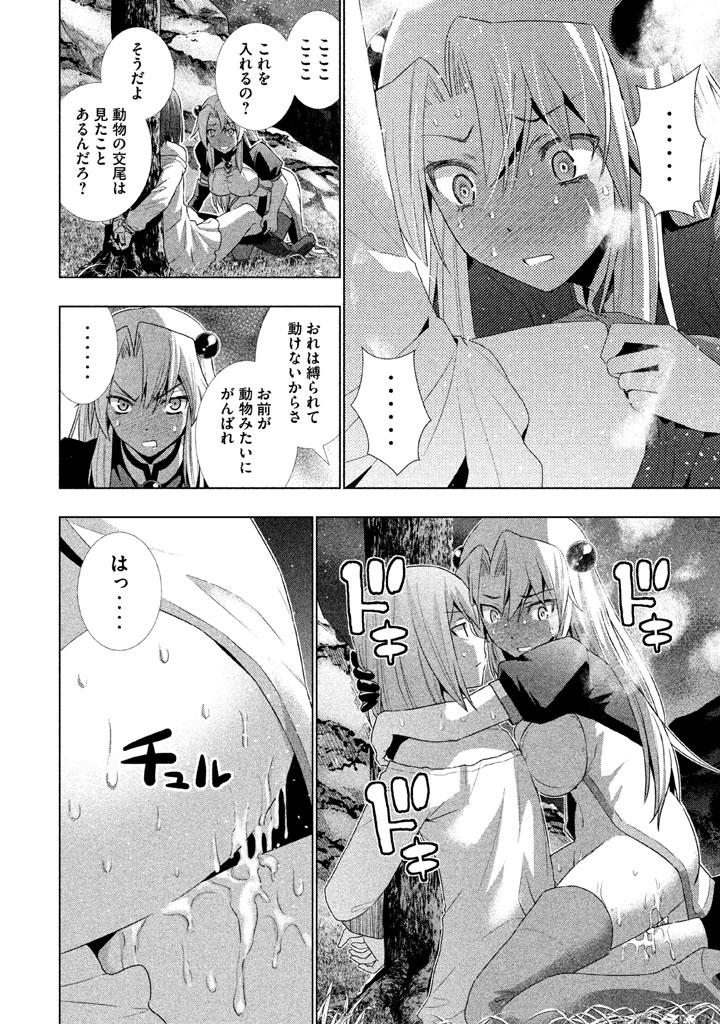 ・・・・・・
・・・・・・
こここ
こここ
これを
入れるの？
そうだよ
動物の交尾は
見たこと
あるんだろ？
おれは縛られて
動けないからさ
お前が
動物みたいに
がんばれ
・・・・・・
ドキ
ドキ
ドキ
ドキ
はっ・・・・
チュル